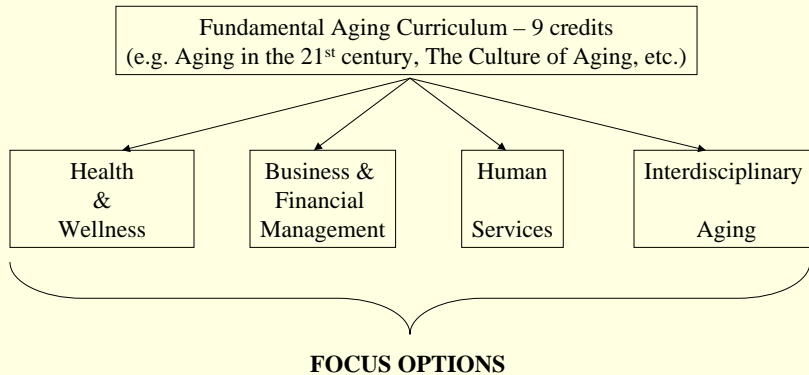 Fundamental Aging Curriculum – 9 credits
(e.g. Aging in the 21st century, The Culture of Aging, etc.)
Health
&
Wellness
Business &
Financial
Management
Human
Services
Interdisciplinary
Aging
FOCUS OPTIONS